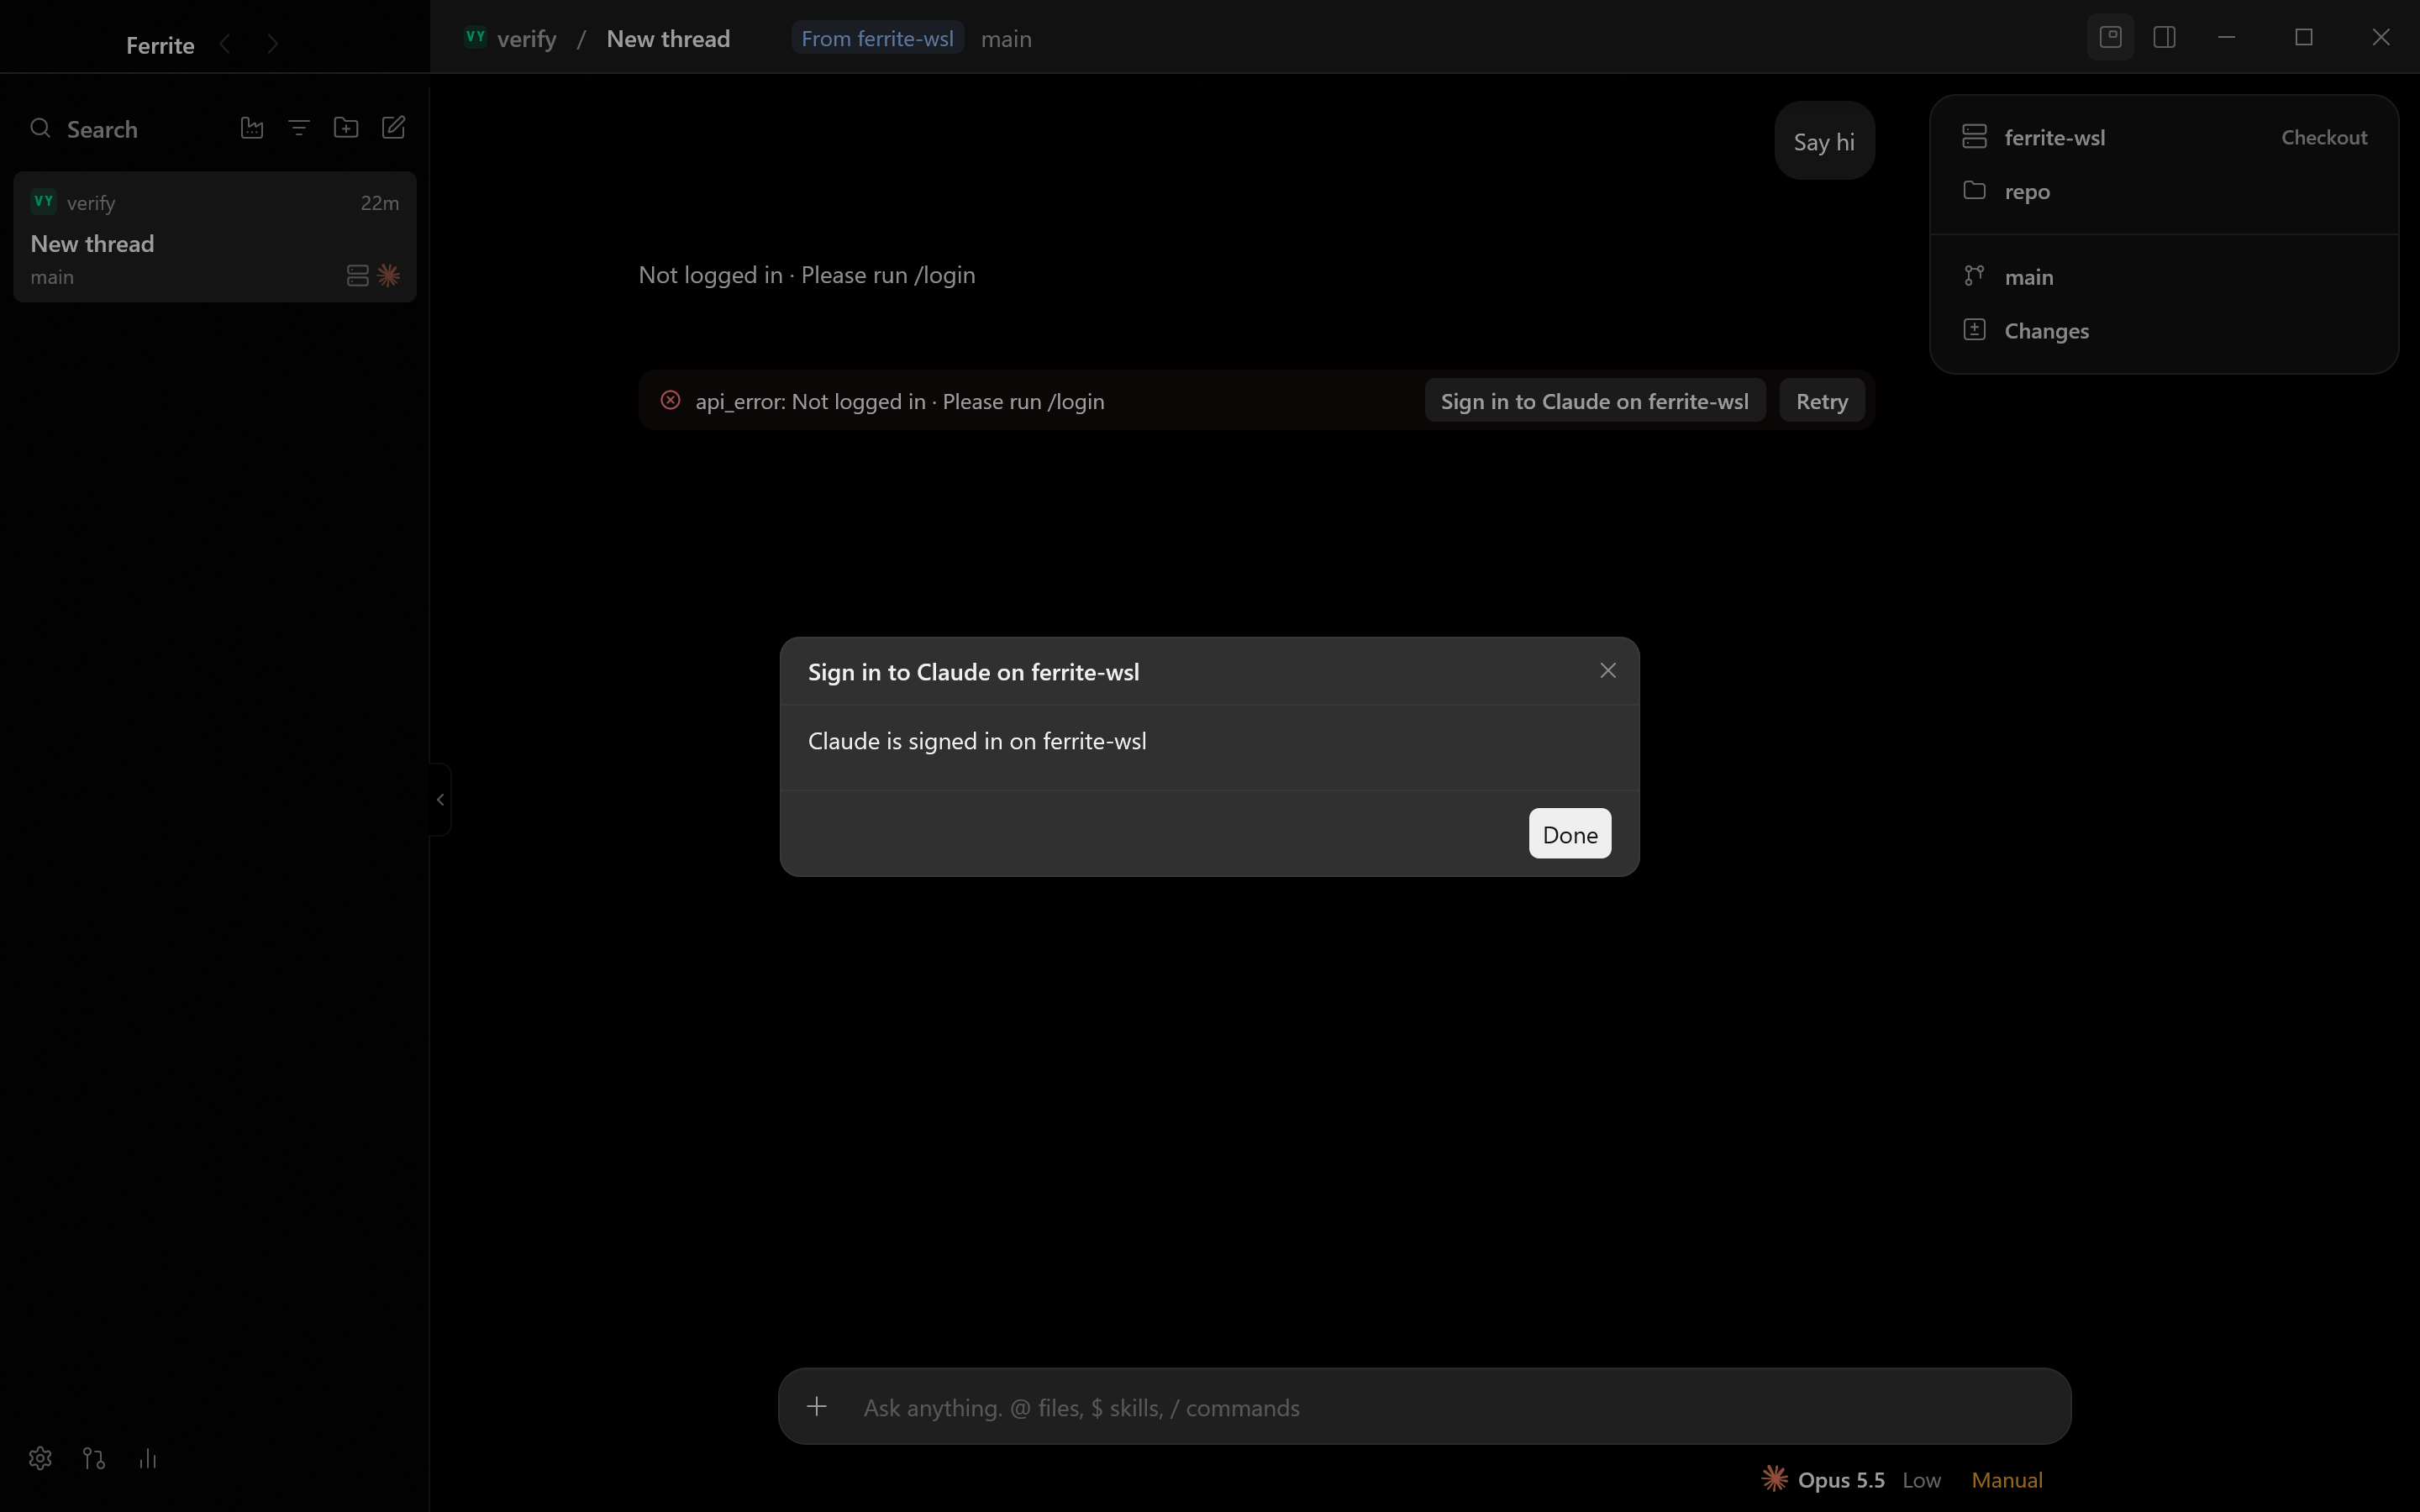 Ferrite
VY verify / New thread From ferrite-wsl main
Search
VY verify 22m
New thread
main
Say hi
Not logged in · Please run /login
api_error: Not logged in · Please run /login Sign in to Claude on ferrite-wsl Retry
ferrite-wsl Checkout
repo
main
Changes
Sign in to Claude on ferrite-wsl
Claude is signed in on ferrite-wsl
Done
Ask anything. @ files, $ skills, / commands
Opus 5.5 Low Manual